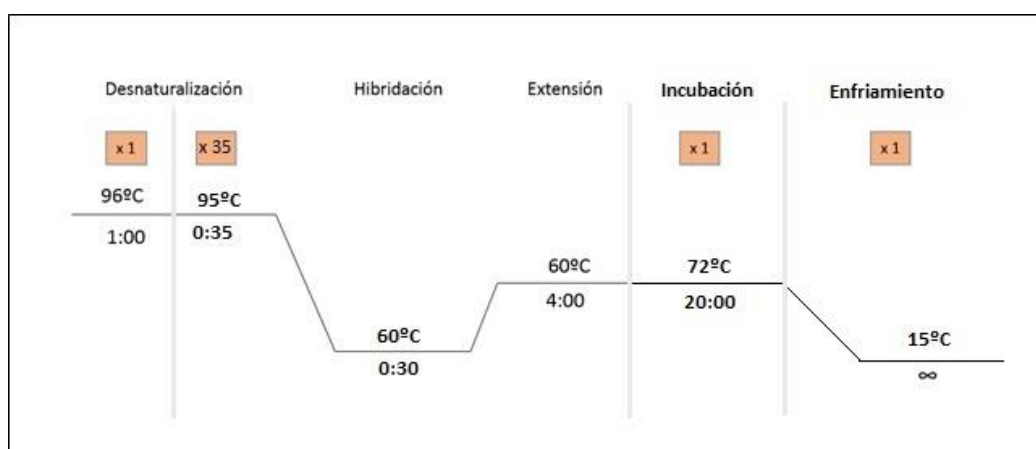 Desnaturalización Hibridación Extensión Incubación Enfriamiento
x 1 x 35 x 1 x 1
96ºC 95ºC
1:00 0:35
60ºC 72ºC
4:00 20:00
60ºC 15ºC
0:30 ∞